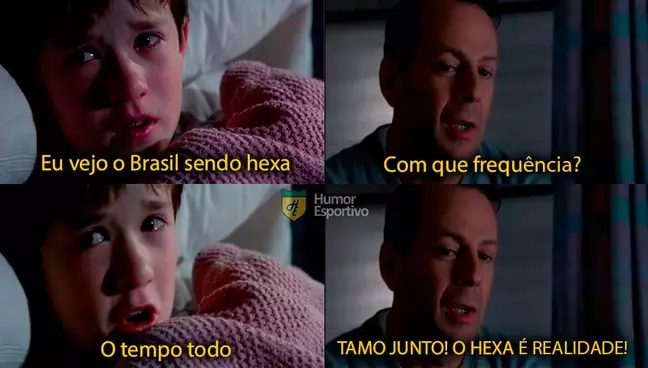 Eu vejo o Brasil sendo hexa
Com que frequência?
Humor
Esportivo
O tempo todo
TAMO JUNTO! O HEXA É REALIDADE!